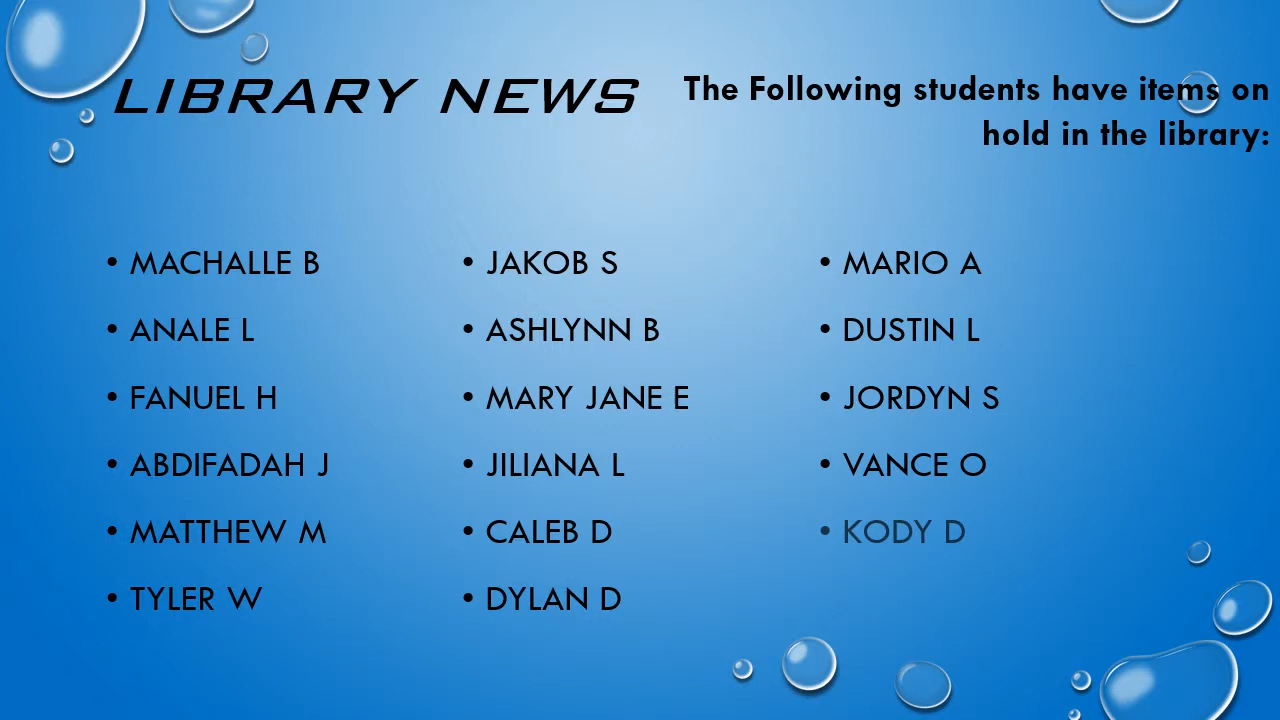 LIBRARY NEWS
The Following students have items on
hold in the library:
• MACHALLE B
• ANALE L
• FANUEL H
• ABDIFADAH J
• MATTHEW M
• TYLER W
• JAKOB S
• ASHLYNN B
• MARY JANE E
• JILIANA L
• CALEB D
• DYLAN D
• MARIO A
• DUSTIN L
• JORDYN S
• VANCE O
• KODY D